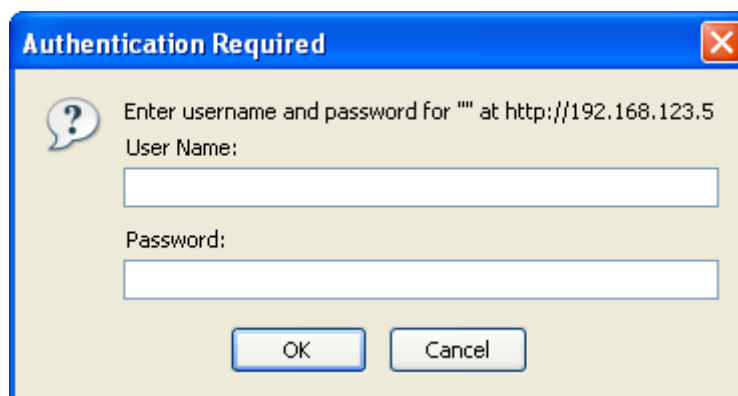 Authentication Required
Enter username and password for "" at http://192.168.123.5
User Name:
Password:
OK Cancel